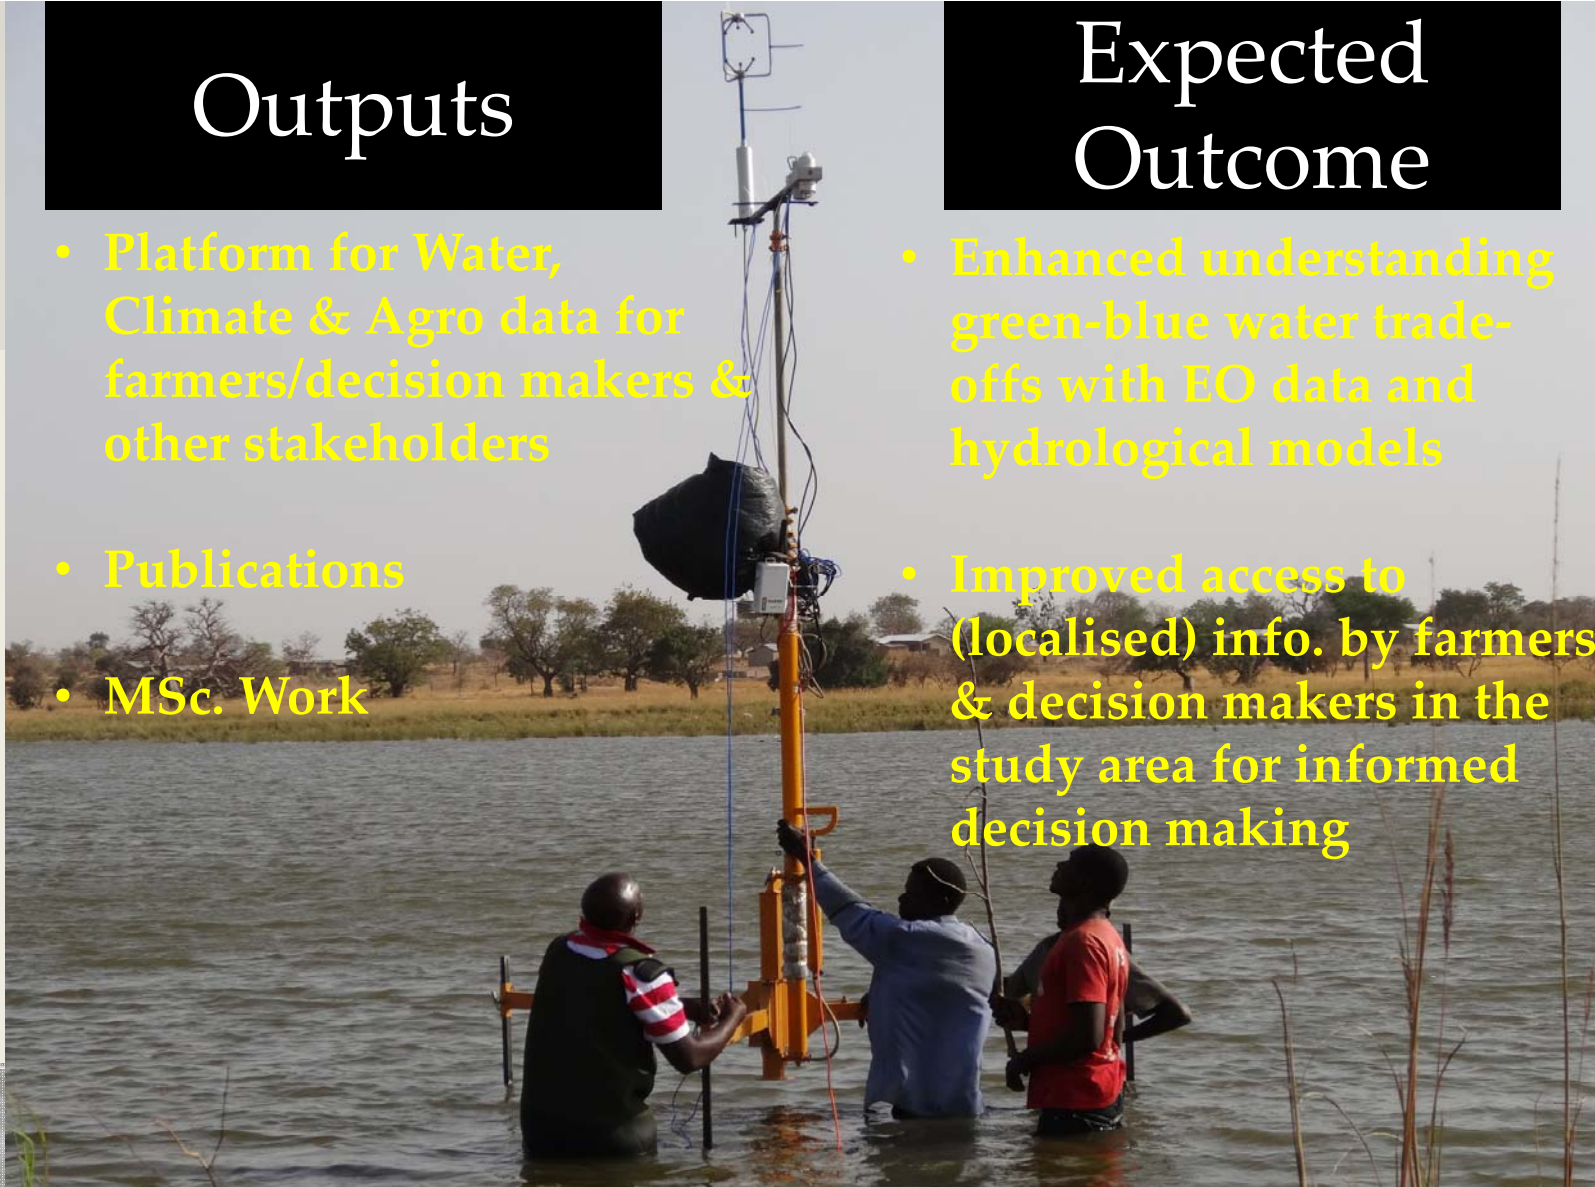 Outputs
• Platform for Water,
Climate & Agro data for
farmers/decision makers &
other stakeholders
• Publications
• MSc. Work
Expected
Outcome
• Enhanced understanding
green-blue water trade-
offs with EO data and
hydrological models
• Improved access to
(localised) info. by farmers
& decision makers in the
study area for informed
decision making